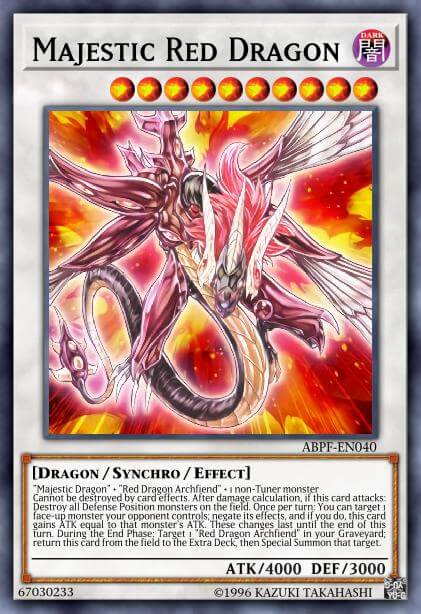 Majestic Red Dragon
DARK
闇
ABPF-EN040
[Dragon / Synchro / Effect]
"Majestic Dragon" + "Red Dragon Archfiend" + 1 non-Tuner monster
Cannot be destroyed by card effects. After damage calculation, if this card attacks:
Destroy all Defense Position monsters on the field. Once per turn: You can target 1
face-up monster your opponent controls; negate its effects, and if you do, this card
gains ATK equal to that monster's ATK. These changes last until the end of this
turn. During the End Phase: Target 1 "Red Dragon Archfiend" in your Graveyard;
return this card from the field to the Extra Deck, then Special Summon that target.
ATK/4000 DEF/3000
67030233
©1996 KAZUKI TAKAHASHI